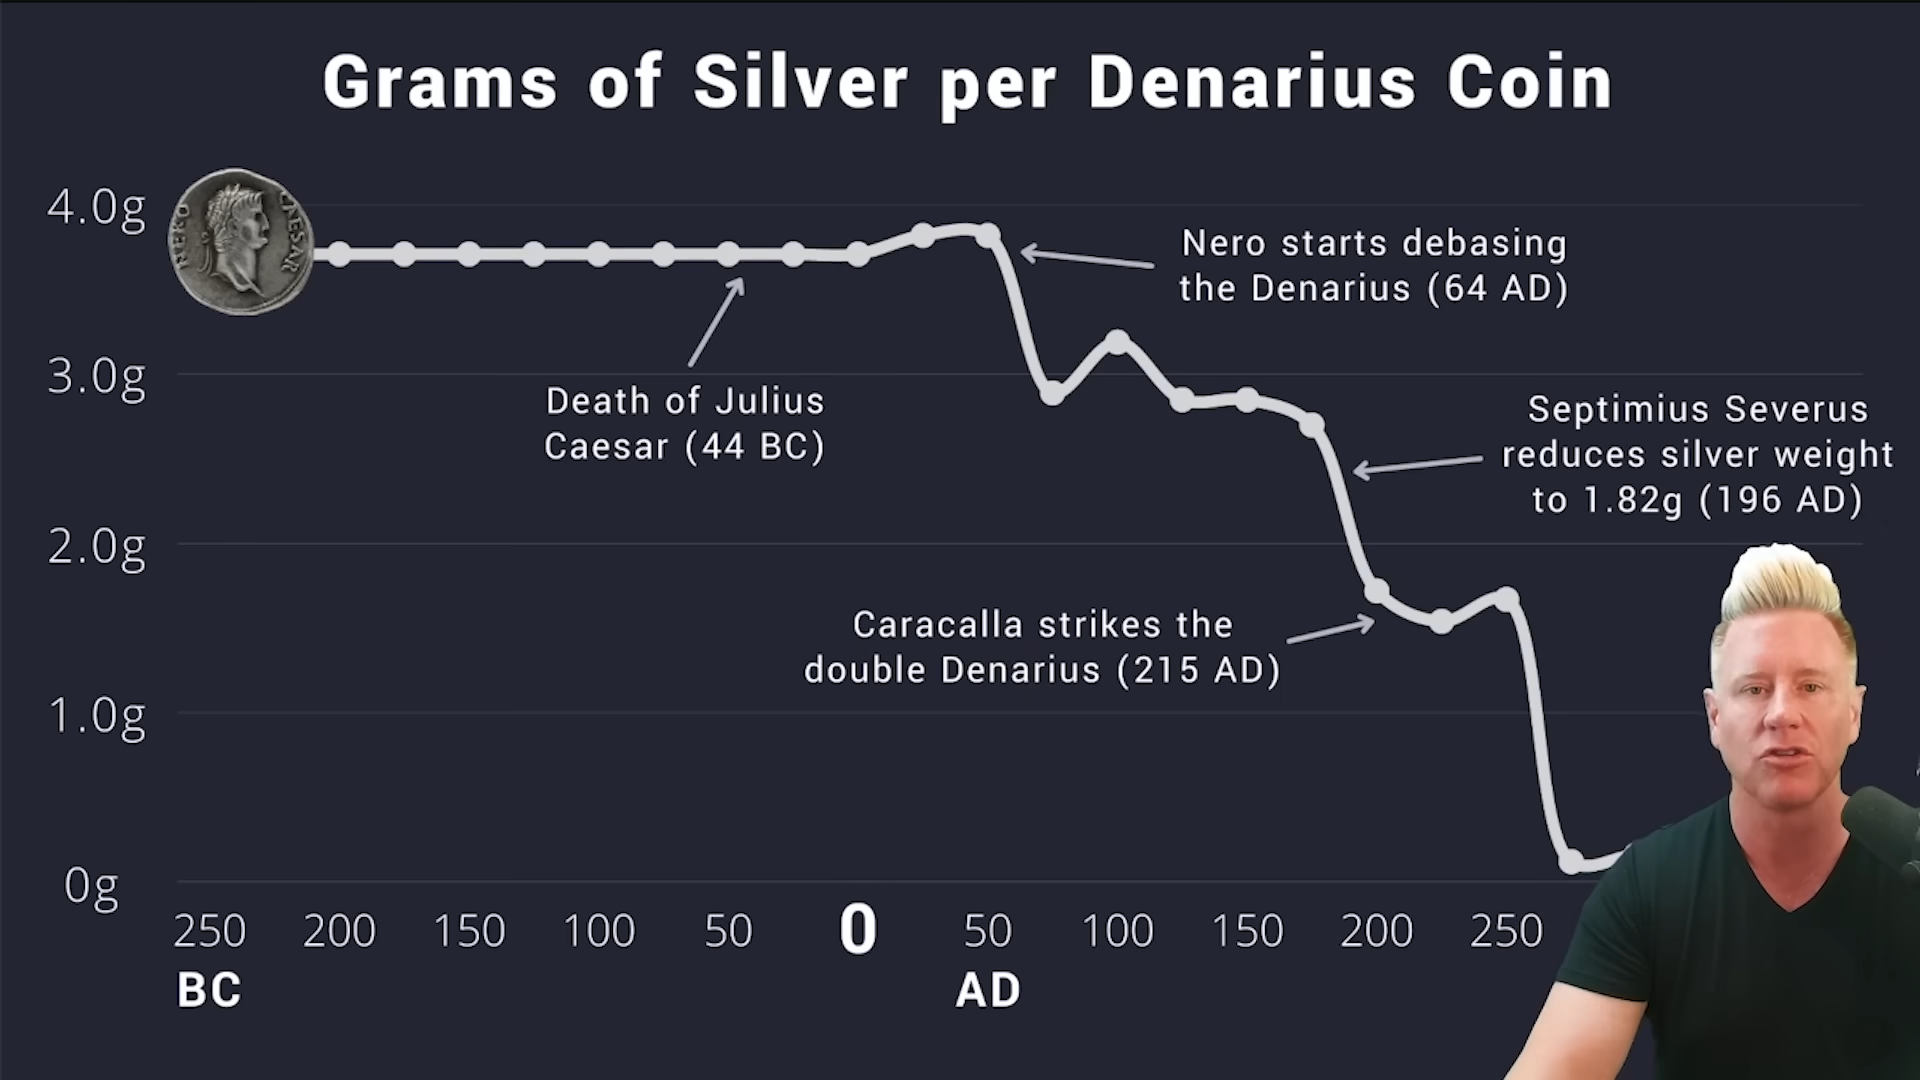 Grams of Silver per Denarius Coin
4.0g
NERO CAESAR
Nero starts debasing
the Denarius (64 AD)
3.0g
Death of Julius
Caesar (44 BC)
Septimius Severus
reduces silver weight
to 1.82g (196 AD)
2.0g
Caracalla strikes the
double Denarius (215 AD)
1.0g
0g
250 200 150 100 50 0 50 100 150 200 250
BC AD